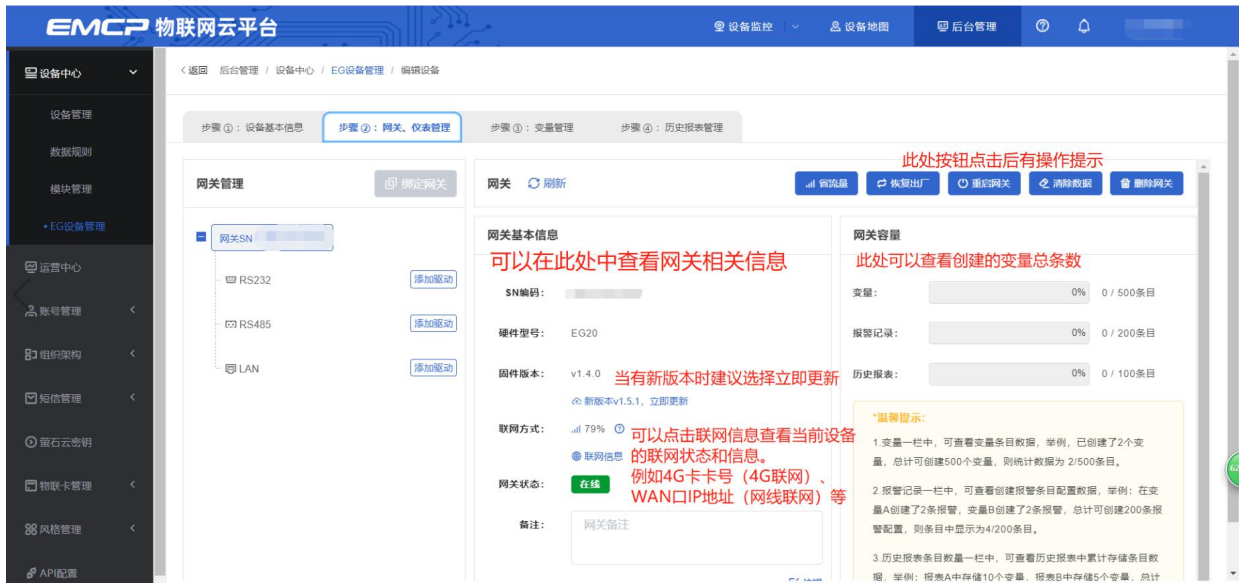 EMCP 物联网云平台
设备监控
设备地图
后台管理
设备中心
设备管理
数据规则
模块管理
•EG设备管理
运营中心
账号管理
组织架构
短信管理
萤石云密钥
物联卡管理
风格管理
API配置
<返回 后台管理 / 设备中心 / EG设备管理 / 编辑设备
步骤①：设备基本信息
步骤②：网关、仪表管理
步骤③：变量管理
步骤④：历史报表管理
网关管理
绑定网关
网关SN
RS232
添加驱动
RS485
添加驱动
LAN
添加驱动
网关
刷新
此处按钮点击后有操作提示
省流量
恢复出厂
重启网关
清除数据
删除网关
网关基本信息
可以在此处中查看网关相关信息
SN编码：
硬件型号： EG20
固件版本： v1.4.0
当有新版本时建议选择立即更新
新版本v1.5.1，立即更新
联网方式： 79%
联网信息
可以点击联网信息查看当前设备
的联网状态和信息。
例如4G卡卡号（4G联网）、
WAN口IP地址（网线联网）等
网关状态： 在线
备注： 网关备注
网关容量
此处可以查看创建的变量总条数
变量： 0% 0 / 500条目
报警记录： 0% 0 / 200条目
历史报表： 0% 0 / 100条目
*温馨提示：
1.变量一栏中，可查看变量条目数据，举例，已创建了2个变
量，总计可创建500个变量，则统计数据为 2/500条目。
2.报警记录一栏中，可查看创建报警条目配置数据，举例：在变
量A创建了2条报警，变量B创建了2条报警，总计可创建200条报
警配置，则条目中显示为4/200条目。
3.历史报表条目数量一栏中，可查看历史报表中累计存储条目数
据，举例：报表A中存储10个变量，报表B中存储5个变量，总计
62